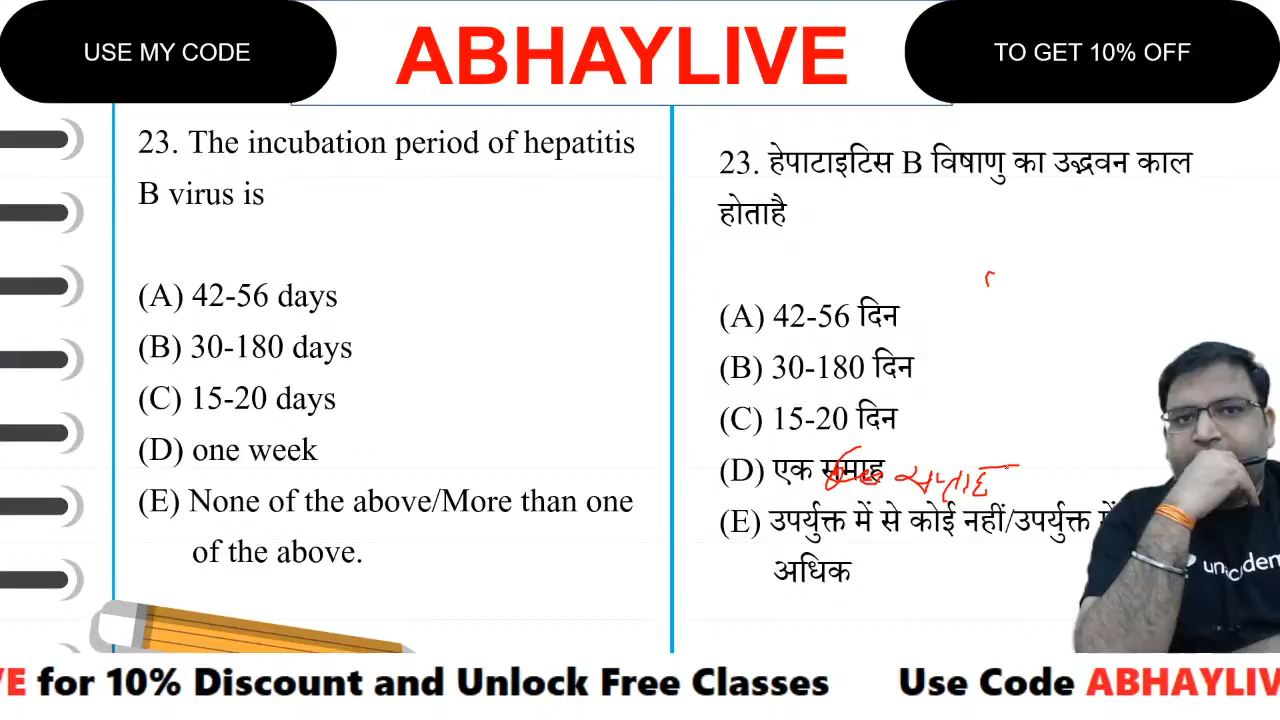 USE MY CODE
ABHAYLIVE
TO GET 10% OFF
23. The incubation period of hepatitis
B virus is
(A) 42-56 days
(B) 30-180 days
(C) 15-20 days
(D) one week
(E) None of the above/More than one
of the above.
23. हेपाटाइटिस B विषाणु का उद्भवन काल
होताहै
(A) 42-56 दिन
(B) 30-180 दिन
(C) 15-20 दिन
(D) एक समाह
सप्ताह
(E) उपर्युक्त में से कोई नहीं/उपर्युक्त में
अधिक
VE for 10% Discount and Unlock Free Classes
Use Code ABHAYLIV